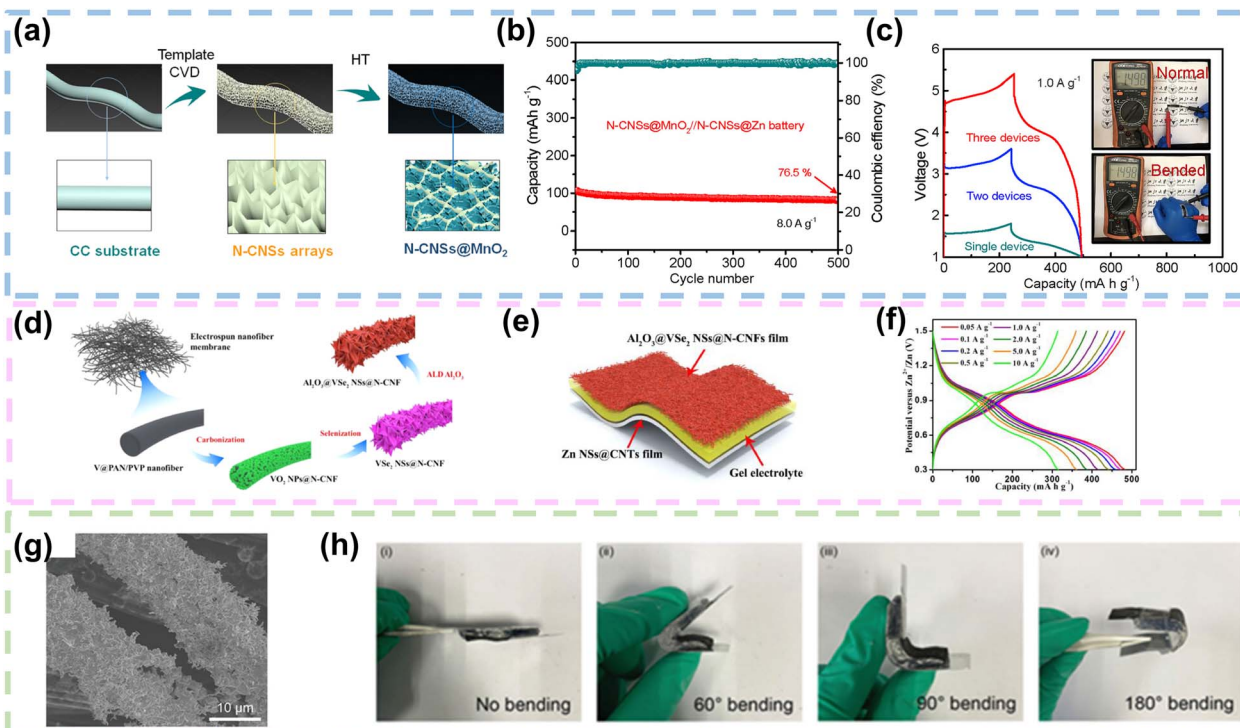 (a)
Template
CVD
HT
CC substrate
N-CNSs arrays
N-CNSs@MnO₂
(b)
Capacity (mAh g⁻¹)
450
400
300
200
100
0
N-CNSs@MnO₂//N-CNSs@Zn battery
76.5 %
8.0 A g⁻¹
0 100 200 300 400 500
Cycle number
100
80
60
40
20
0
Coulombic effiency (%)
(c)
Voltage (V)
6
5
4
3
2
1
1.0 A g⁻¹
Three devices
Two devices
Single device
Normal
1498
Bended
1498
0 200 400 600 800 1000
Capacity (mA h g⁻¹)
(d)
Electrospun nanofiber
membrane
V@PAN/PVP nanofiber
Carbonization
VO₂ NPs@N-CNF
Selenization
VSe₂ NSs@N-CNF
ALD Al₂O₃
Al₂O₃@VSe₂ NSs@N-CNF
(e)
Al₂O₃@VSe₂ NSs@N-CNFs film
Zn NSs@CNTs film
Gel electrolyte
(f)
Potential versus Zn²⁺/Zn (V)
1.5
1.2
0.9
0.6
0.3
0.05 A g⁻¹ 1.0 A g⁻¹
0.1 A g⁻¹ 2.0 A g⁻¹
0.2 A g⁻¹ 5.0 A g⁻¹
0.5 A g⁻¹ 10 A g⁻¹
0 100 200 300 400 500
Capacity (mA h g⁻¹)
(g)
10 μm
(h)
(i)
No bending
(ii)
60° bending
(iii)
90° bending
(iv)
180° bending